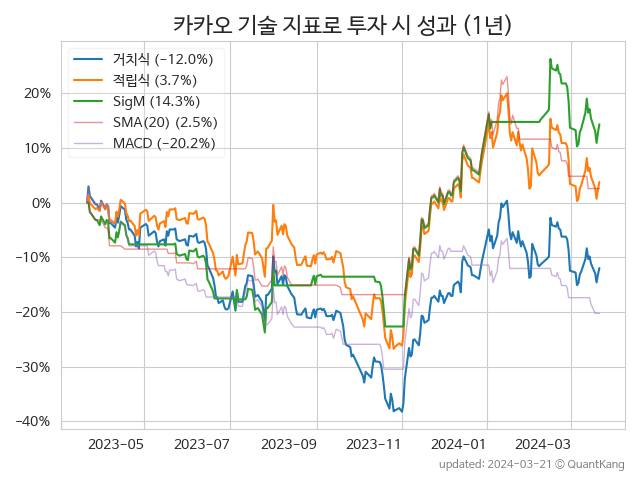 카카오 기술 지표로 투자 시 성과 (1년)
거치식 (−12.0%)
적립식 (3.7%)
SigM (14.3%)
SMA(20) (2.5%)
MACD (−20.2%)
20%
10%
0%
−10%
−20%
−30%
−40%
2023−05 2023−07 2023−09 2023−11 2024−01 2024−03
updated: 2024-03-21 © QuantKang